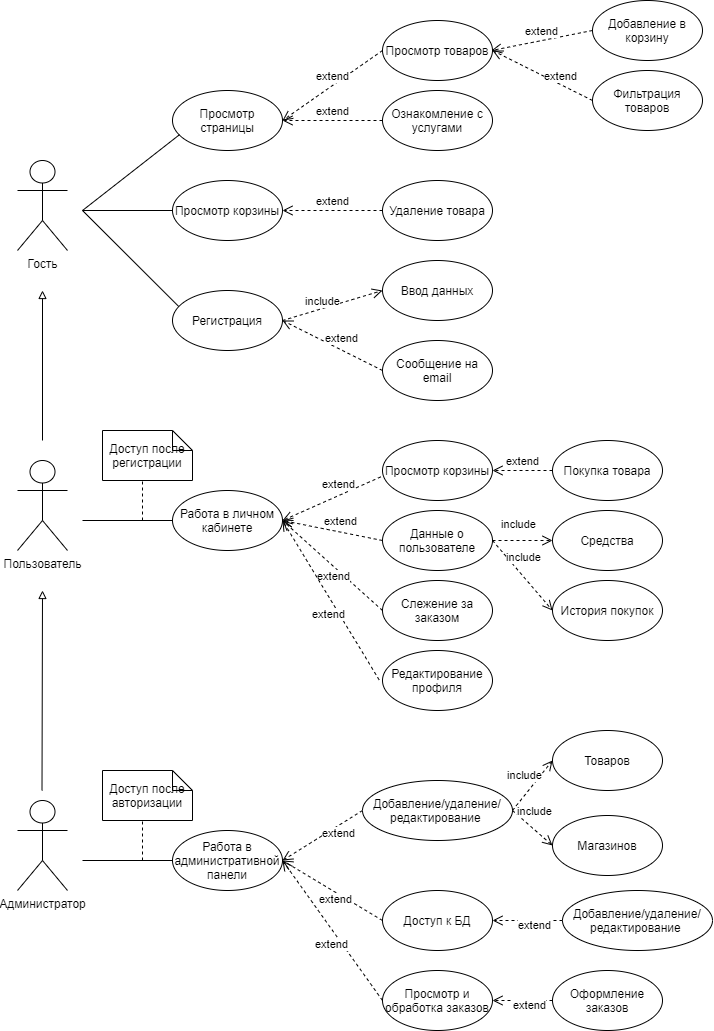 Добавление в
корзину
extend
Просмотр товаров
extend
Фильтрация
товаров
extend
Просмотр
страницы
extend
Ознакомление с
услугами
Гость
Просмотр корзины
extend
Удаление товара
Регистрация
include
Ввод данных
extend
Сообщение на
email
Доступ после
регистрации
Пользователь
Работа в личном
кабинете
extend
Просмотр корзины
extend
Покупка товара
extend
Данные о
пользователе
include
Средства
include
История покупок
extend
Слежение за
заказом
extend
Редактирование
профиля
Доступ после
авторизации
Администратор
Работа в
административной
панели
extend
Добавление/удаление/
редактирование
include
Товаров
include
Магазинов
extend
Доступ к БД
extend
Добавление/удаление/
редактирование
extend
Просмотр и
обработка заказов
extend
Оформление
заказов